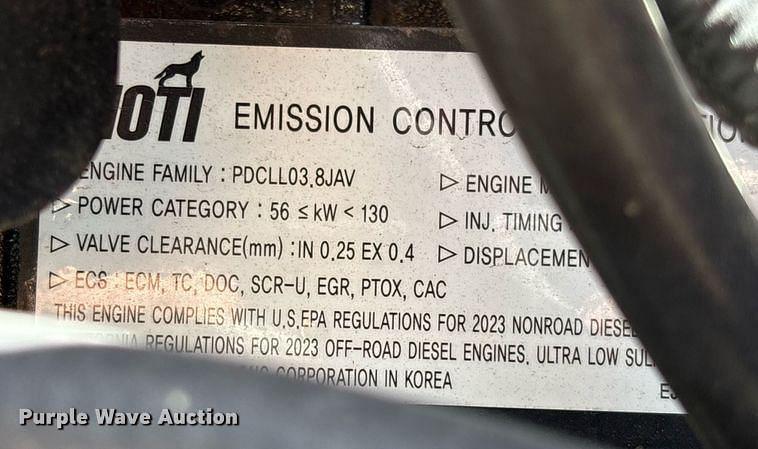 IOTI EMISSION CONTRO
ENGINE FAMILY : PDCLL03.8JAV ▷ ENGINE M
▷ POWER CATEGORY : 56 ≤ kW < 130 ▷ INJ. TIMING
▷ VALVE CLEARANCE(mm) : IN 0.25 EX 0.4 ▷ DISPLACEMEN
▷ ECS : ECM, TC, DOC, SCR-U, EGR, PTOX, CAC
THIS ENGINE COMPLIES WITH U.S.EPA REGULATIONS FOR 2023 NONROAD DIESEL
REGULATIONS FOR 2023 OFF-ROAD DIESEL ENGINES. ULTRA LOW SUL
CORPORATION IN KOREA
Purple Wave Auction